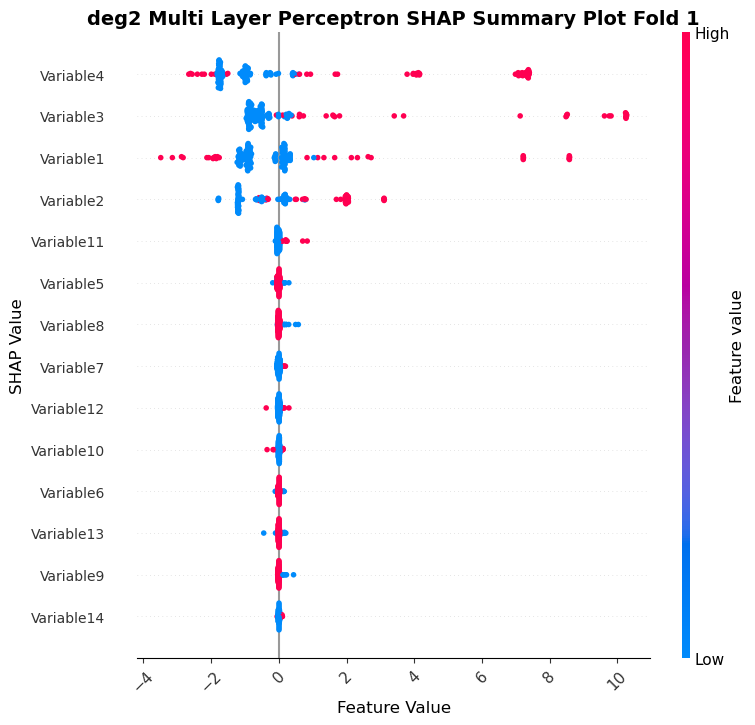 deg2 Multi Layer Perceptron SHAP Summary Plot Fold 1
High
Variable4
Variable3
Variable1
Variable2
Variable11
Variable5
Variable8
Variable7
Variable12
Variable10
Variable6
Variable13
Variable9
Variable14
SHAP Value
Feature value
Low
−4 −2 0 2 4 6 8 10
Feature Value